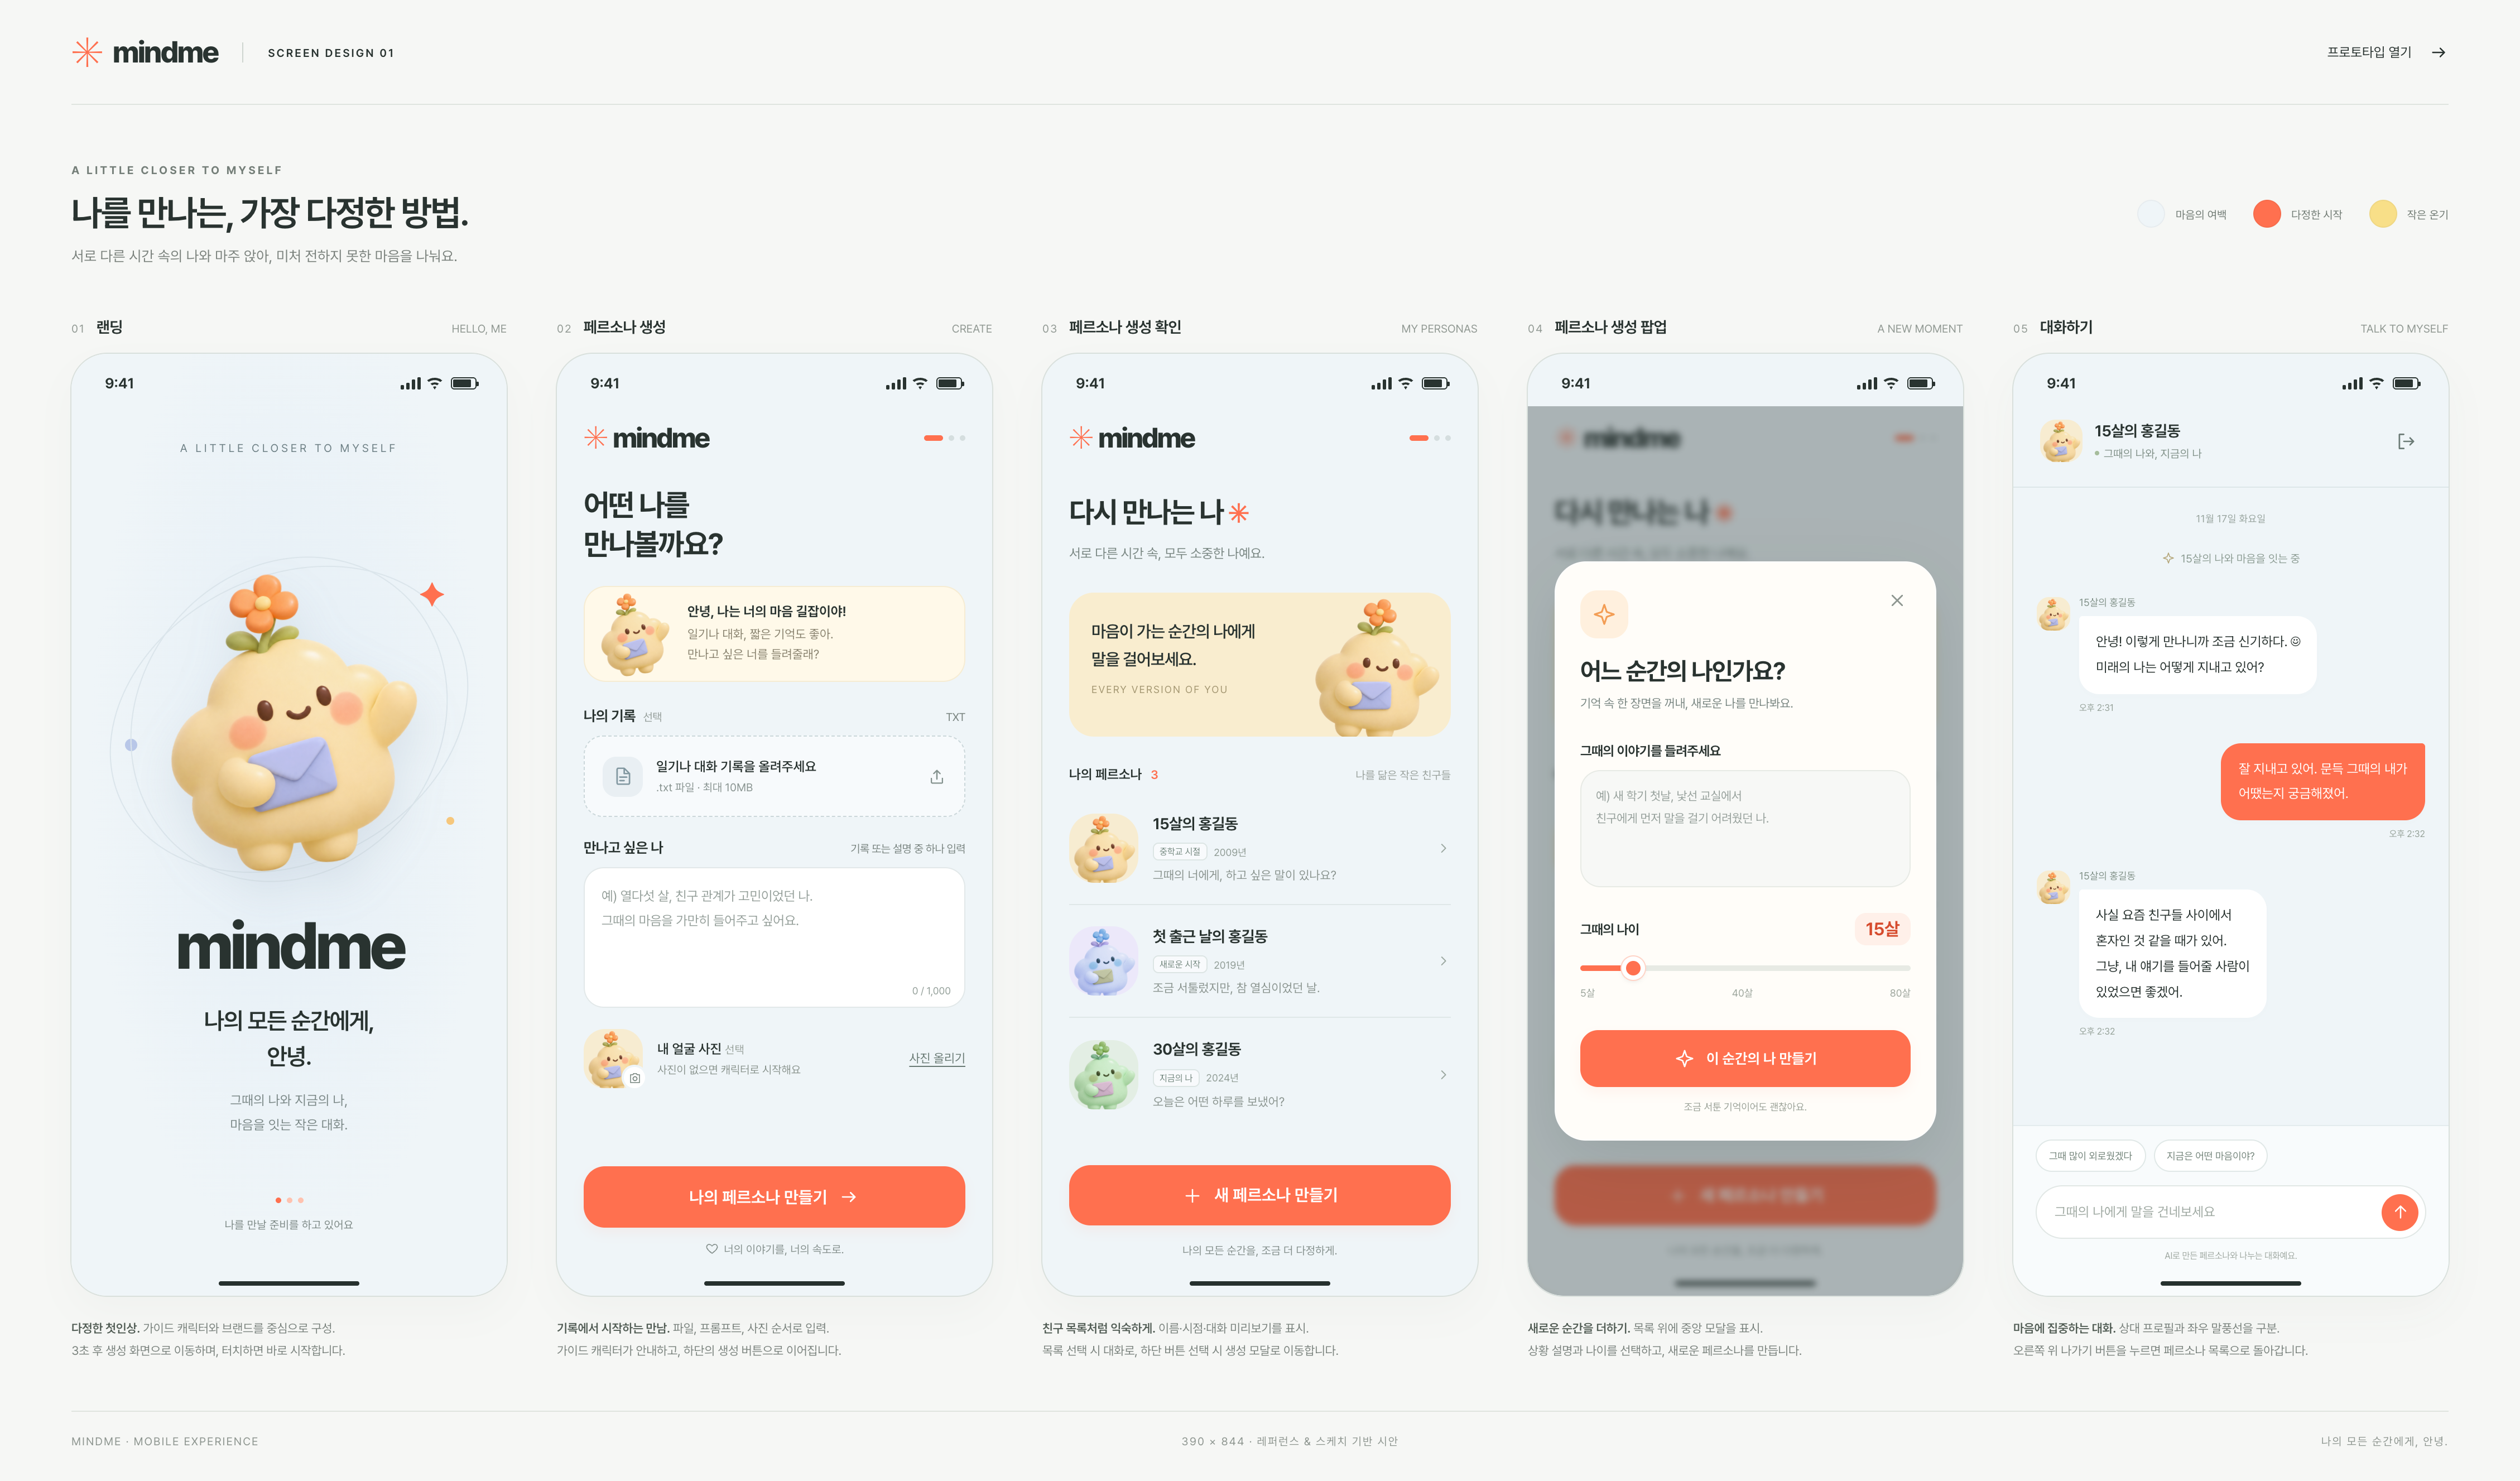 mindme
SCREEN DESIGN 01
프로토타입 열기
A LITTLE CLOSER TO MYSELF
나를 만나는, 가장 다정한 방법.
서로 다른 시간 속의 나와 마주 앉아, 미처 전하지 못한 마음을 나눠요.
마음의 여백
다정한 시작
작은 온기
01 랜딩
HELLO, ME
9:41
A LITTLE CLOSER TO MYSELF
mindme
나의 모든 순간에게,
안녕.
그때의 나와 지금의 나,
마음을 잇는 작은 대화.
나를 만날 준비를 하고 있어요
다정한 첫인상. 가이드 캐릭터와 브랜드를 중심으로 구성.
3초 후 생성 화면으로 이동하며, 터치하면 바로 시작합니다.
02 페르소나 생성
CREATE
9:41
mindme
어떤 나를
만나볼까요?
안녕, 나는 너의 마음 길잡이야!
일기나 대화, 짧은 기억도 좋아.
만나고 싶은 너를 들려줄래?
나의 기록 선택
TXT
일기나 대화 기록을 올려주세요
.txt 파일 · 최대 10MB
만나고 싶은 나
기록 또는 설명 중 하나 입력
예) 열다섯 살, 친구 관계가 고민이었던 나.
그때의 마음을 가만히 들어주고 싶어요.
0 / 1,000
내 얼굴 사진 선택
사진이 없으면 캐릭터로 시작해요
사진 올리기
나의 페르소나 만들기
너의 이야기를, 너의 속도로.
기록에서 시작하는 만남. 파일, 프롬프트, 사진 순서로 입력.
가이드 캐릭터가 안내하고, 하단의 생성 버튼으로 이어집니다.
03 페르소나 생성 확인
MY PERSONAS
9:41
mindme
다시 만나는 나
서로 다른 시간 속, 모두 소중한 나예요.
마음이 가는 순간의 나에게
말을 걸어보세요.
EVERY VERSION OF YOU
나의 페르소나 3
나를 닮은 작은 친구들
15살의 홍길동
중학교 시절 2009년
그때의 너에게, 하고 싶은 말이 있나요?
첫 출근 날의 홍길동
새로운 시작 2019년
조금 서툴렀지만, 참 열심이었던 날.
30살의 홍길동
지금의 나 2024년
오늘은 어떤 하루를 보냈어?
새 페르소나 만들기
나의 모든 순간을, 조금 더 다정하게.
친구 목록처럼 익숙하게. 이름·시점·대화 미리보기를 표시.
목록 선택 시 대화로, 하단 버튼 선택 시 생성 모달로 이동합니다.
04 페르소나 생성 팝업
A NEW MOMENT
9:41
mindme
다시 만나는 나
어느 순간의 나인가요?
기억 속 한 장면을 꺼내, 새로운 나를 만나봐요.
그때의 이야기를 들려주세요
예) 새 학기 첫날, 낯선 교실에서
친구에게 먼저 말을 걸기 어려웠던 나.
그때의 나이
15살
5살
40살
80살
이 순간의 나 만들기
조금 서툰 기억이어도 괜찮아요.
새 페르소나 만들기
새로운 순간을 더하기. 목록 위에 중앙 모달을 표시.
상황 설명과 나이를 선택하고, 새로운 페르소나를 만듭니다.
05 대화하기
TALK TO MYSELF
9:41
15살의 홍길동
그때의 나와, 지금의 나
11월 17일 화요일
15살의 나와 마음을 잇는 중
15살의 홍길동
안녕! 이렇게 만나니까 조금 신기하다. ☺
미래의 나는 어떻게 지내고 있어?
오후 2:31
잘 지내고 있어. 문득 그때의 내가
어땠는지 궁금해졌어.
오후 2:32
15살의 홍길동
사실 요즘 친구들 사이에서
혼자인 것 같을 때가 있어.
그냥, 내 얘기를 들어줄 사람이
있었으면 좋겠어.
오후 2:32
그때 많이 외로웠겠다
지금은 어떤 마음이야?
그때의 나에게 말을 건네보세요
AI로 만든 페르소나와 나누는 대화예요.
마음에 집중하는 대화. 상대 프로필과 좌우 말풍선을 구분.
오른쪽 위 나가기 버튼을 누르면 페르소나 목록으로 돌아갑니다.
MINDME · MOBILE EXPERIENCE
390 × 844 · 레퍼런스 & 스케치 기반 시안
나의 모든 순간에게, 안녕.